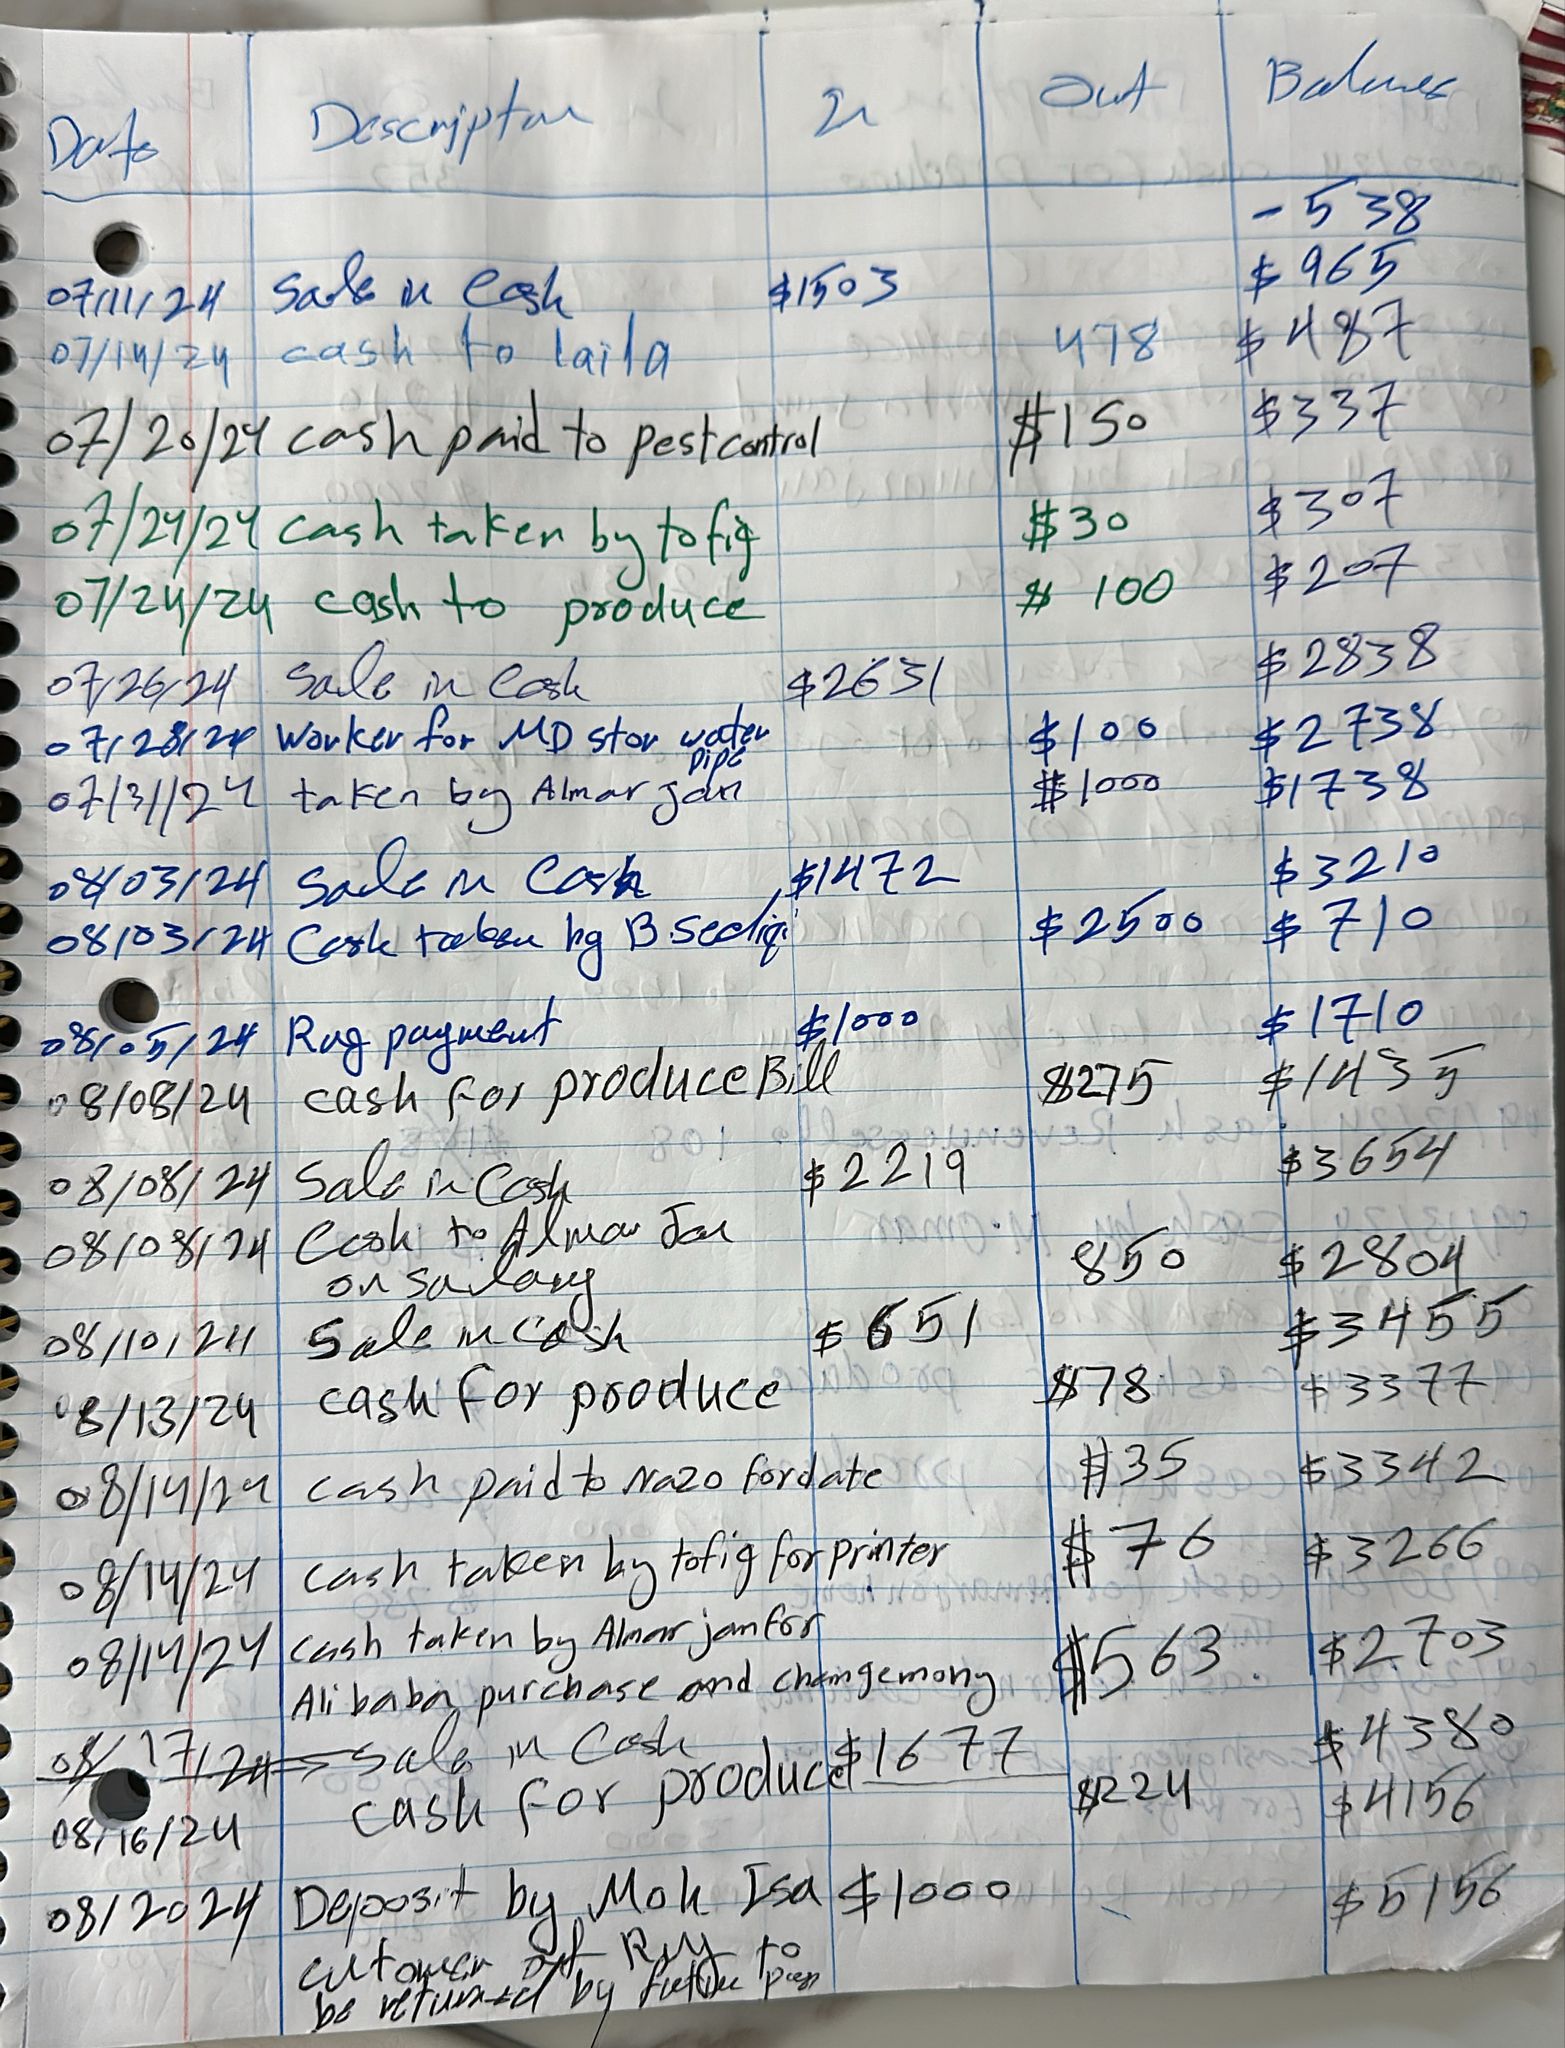 Date Description In Out Balance
- 538
07/11/24 Sale in Cash $1503 $965
07/14/24 cash to laila 478 $487
07/20/24 cash paid to pest control $150 $337
07/24/24 cash taken by tofiq $30 $307
07/24/24 cash to produce $100 $207
07/26/24 Sale in Cash $2631 $2838
07/28/24 Worker for MD stor water $100 $2738
pipe
07/31/24 taken by Almar jan $1000 $1738
08/03/24 Sale in Cash $1472 $3210
08/03/24 Cash taken by B. Sediqi $2500 $710
08/05/24 Rug payment $1000 $1710
08/08/24 cash for produce Bill $275 $1435
08/08/24 Sale in Cash $2219 $3654
08/08/24 Cash to Almar Jan 850 $2804
on salary
08/10/24 Sale in Cash $651 $3455
08/13/24 cash for produce $78 $3377
08/14/24 cash paid to Nazo for date $35 $3342
08/14/24 cash taken by tofiq for printer $76 $3266
08/14/24 cash taken by Almar jan for $563 $2703
Ali baba purchase and change mony
08/17/24 Sale in Cash $1677 $4380
08/16/24 cash for produce $224 $4156
08/20 24 Deposit by Moh Isa $1000 $5156
cutomer of Rug to
be returned by